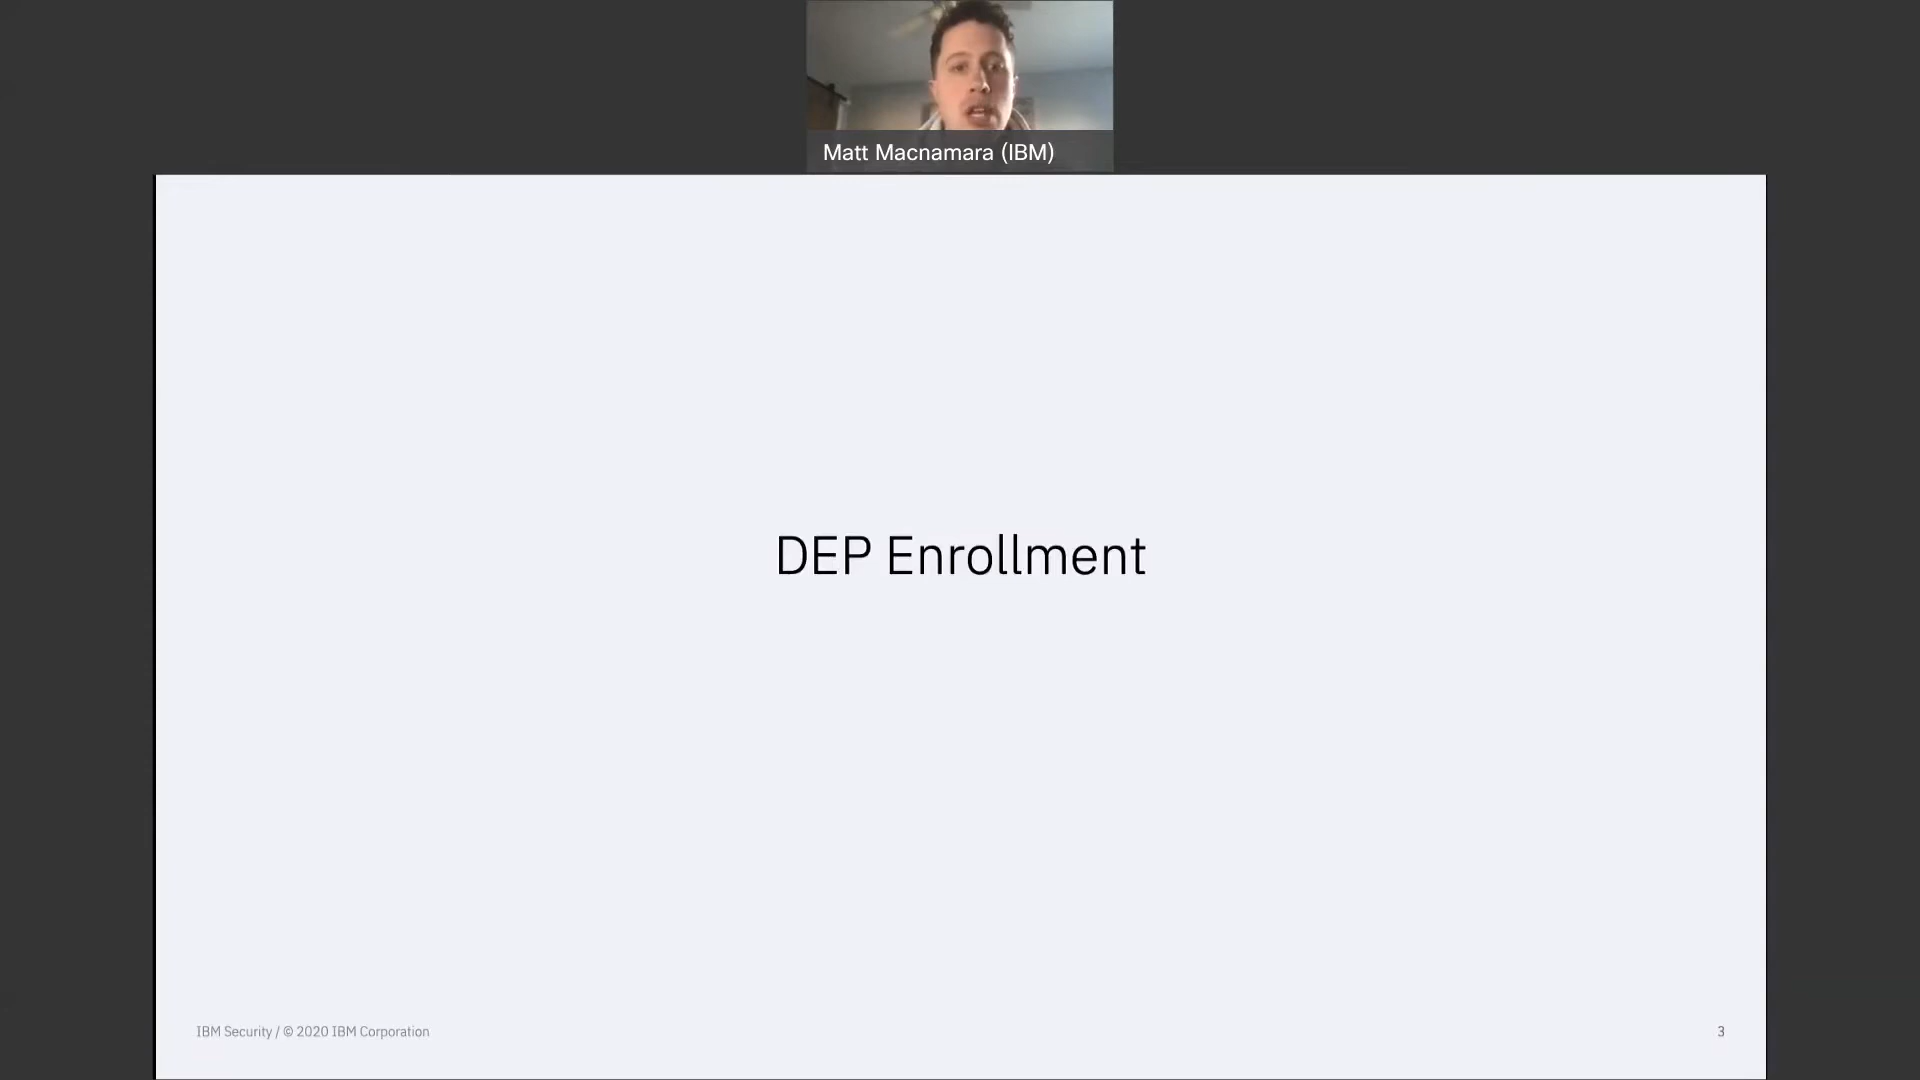 Matt Macnamara (IBM)
DEP Enrollment
IBM Security / © 2020 IBM Corporation
3